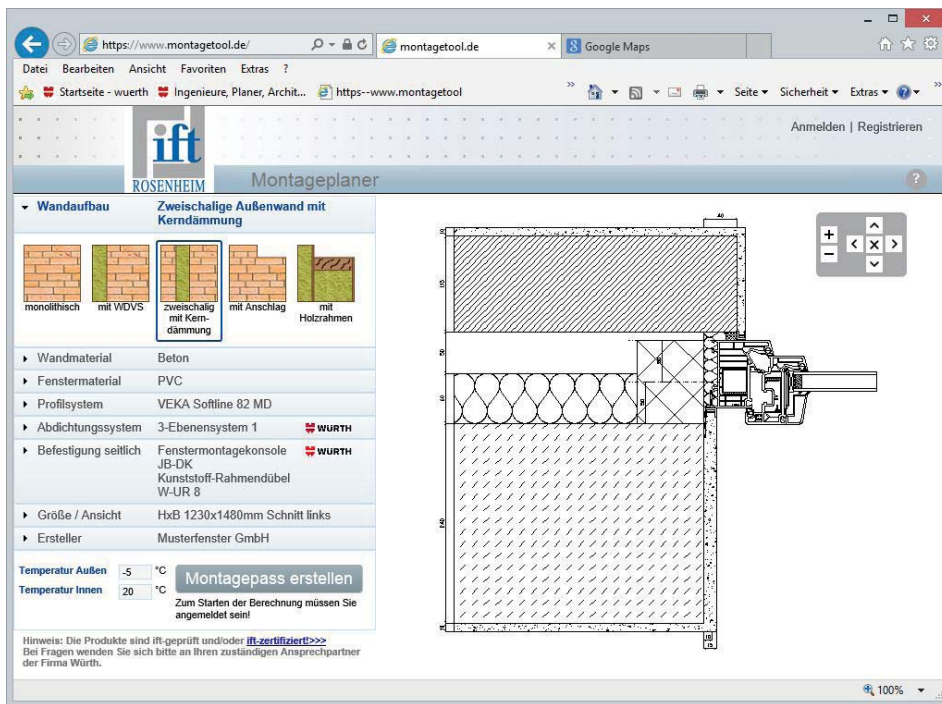 https://www.montagetool.de/
montagetool.de
Google Maps
Datei Bearbeiten Ansicht Favoriten Extras ?
Startseite - wuerth
Ingenieure, Planer, Archit...
https--www.montagetool
Seite
Sicherheit
Extras
ift
ROSENHEIM
Montageplaner
Anmelden | Registrieren
?
Wandaufbau Zweischalige Außenwand mit
Kerndämmung
monolithisch
mit WDVS
zweischalig
mit Kern-
dämmung
mit Anschlag
mit
Holzrahmen
Wandmaterial Beton
Fenstermaterial PVC
Profilsystem VEKA Softline 82 MD
Abdichtungssystem 3-Ebenensystem 1 WÜRTH
Befestigung seitlich Fenstermontagekonsole WÜRTH
JB-DK
Kunststoff-Rahmendübel
W-UR 8
Größe / Ansicht HxB 1230x1480mm Schnitt links
Ersteller Musterfenster GmbH
Temperatur Außen -5 °C
Temperatur Innen 20 °C
Montagepass erstellen
Zum Starten der Berechnung müssen Sie
angemeldet sein!
Hinweis: Die Produkte sind ift-geprüft und/oder ift-zertifiziert!>>>
Bei Fragen wenden Sie sich bitte an Ihren zuständigen Ansprechpartner
der Firma Würth.
40
50
240
10
15
100%